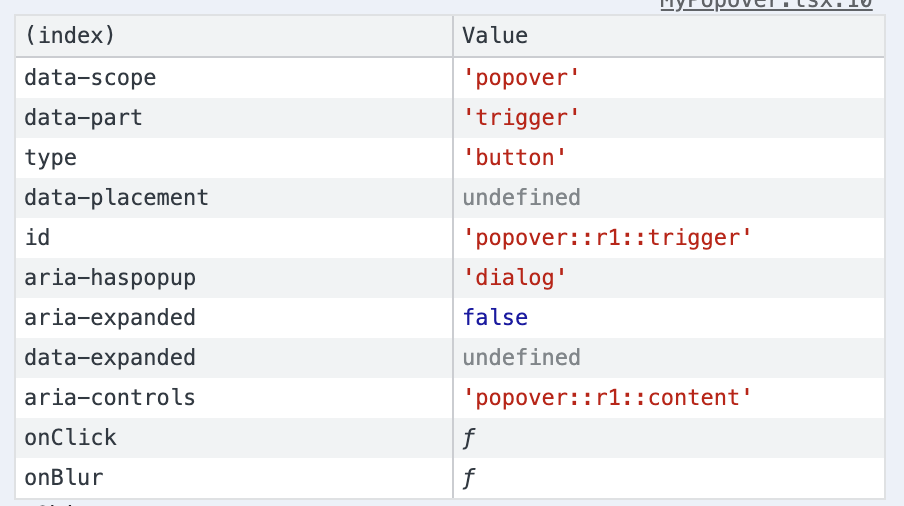 MyPopover.tsx:10
(index) Value
data-scope 'popover'
data-part 'trigger'
type 'button'
data-placement undefined
id 'popover::r1::trigger'
aria-haspopup 'dialog'
aria-expanded false
data-expanded undefined
aria-controls 'popover::r1::content'
onClick ƒ
onBlur ƒ